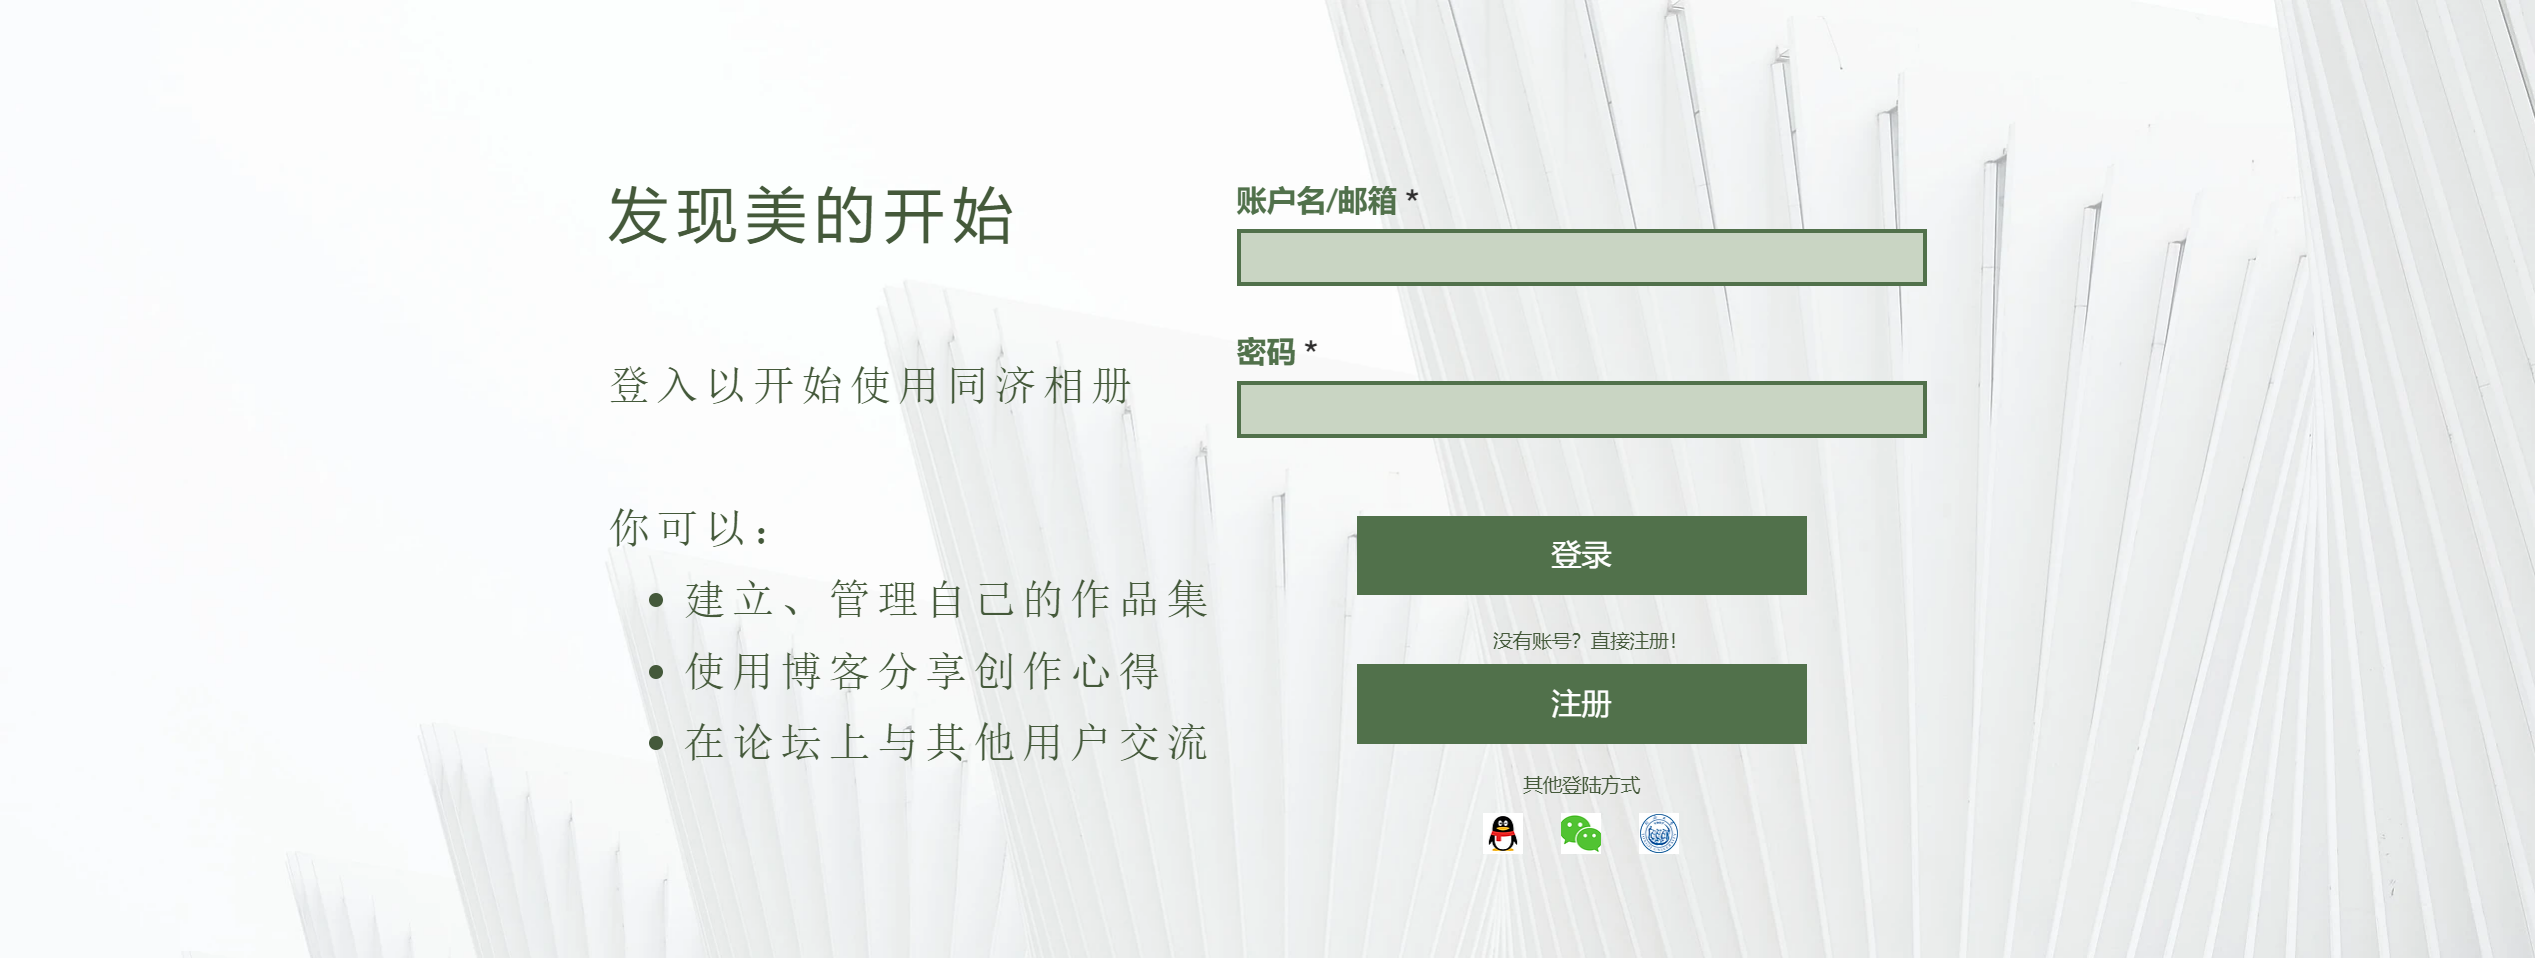 发现美的开始
登入以开始使用同济相册
你可以：
• 建立、管理自己的作品集
• 使用博客分享创作心得
• 在论坛上与其他用户交流
账户名/邮箱 *
密码 *
登录
没有账号？直接注册！
注册
其他登陆方式